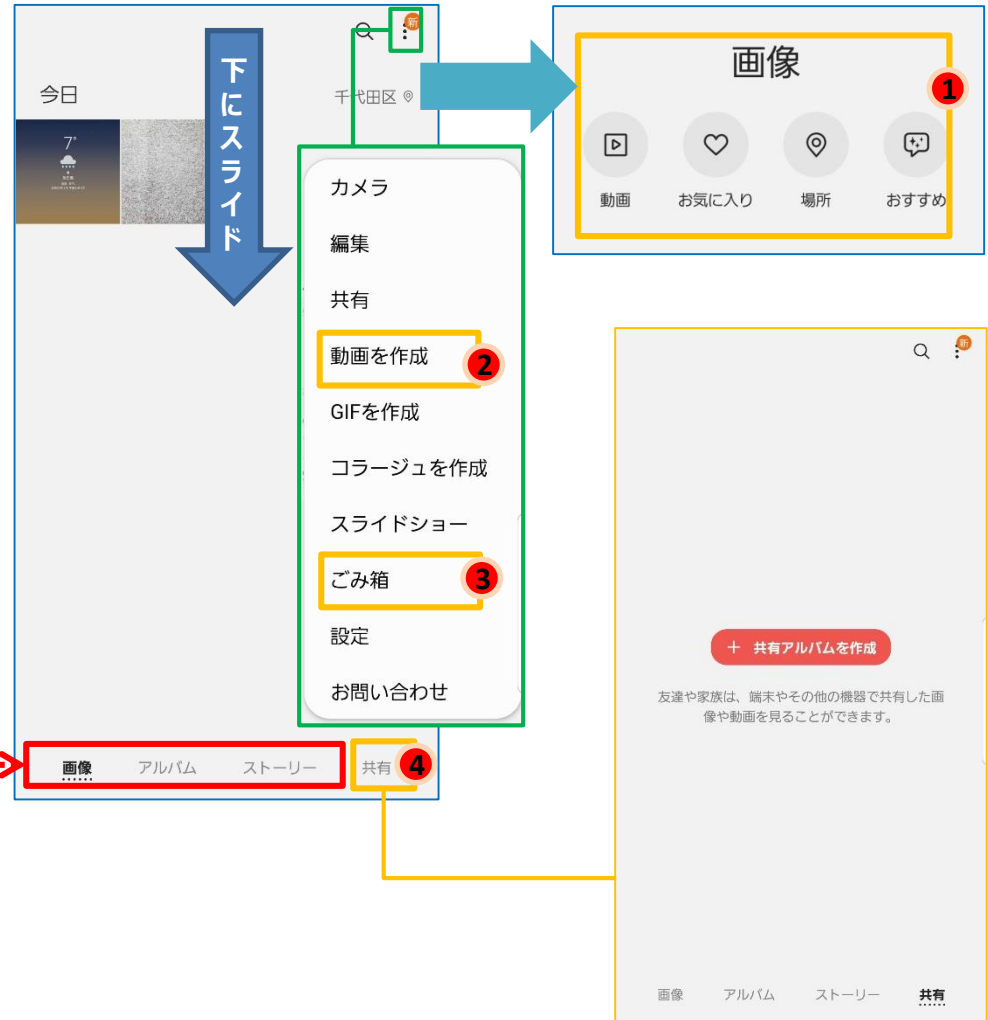 新
今日
千代田区
7°
下にスライド
カメラ
編集
共有
動画を作成
2
GIFを作成
コラージュを作成
スライドショー
ごみ箱
3
設定
お問い合わせ
画像 アルバム ストーリー 共有
4
画像
1
動画 お気に入り 場所 おすすめ
新
+ 共有アルバムを作成
友達や家族は、端末やその他の機器で共有した画
像や動画を見ることができます。
画像 アルバム ストーリー 共有